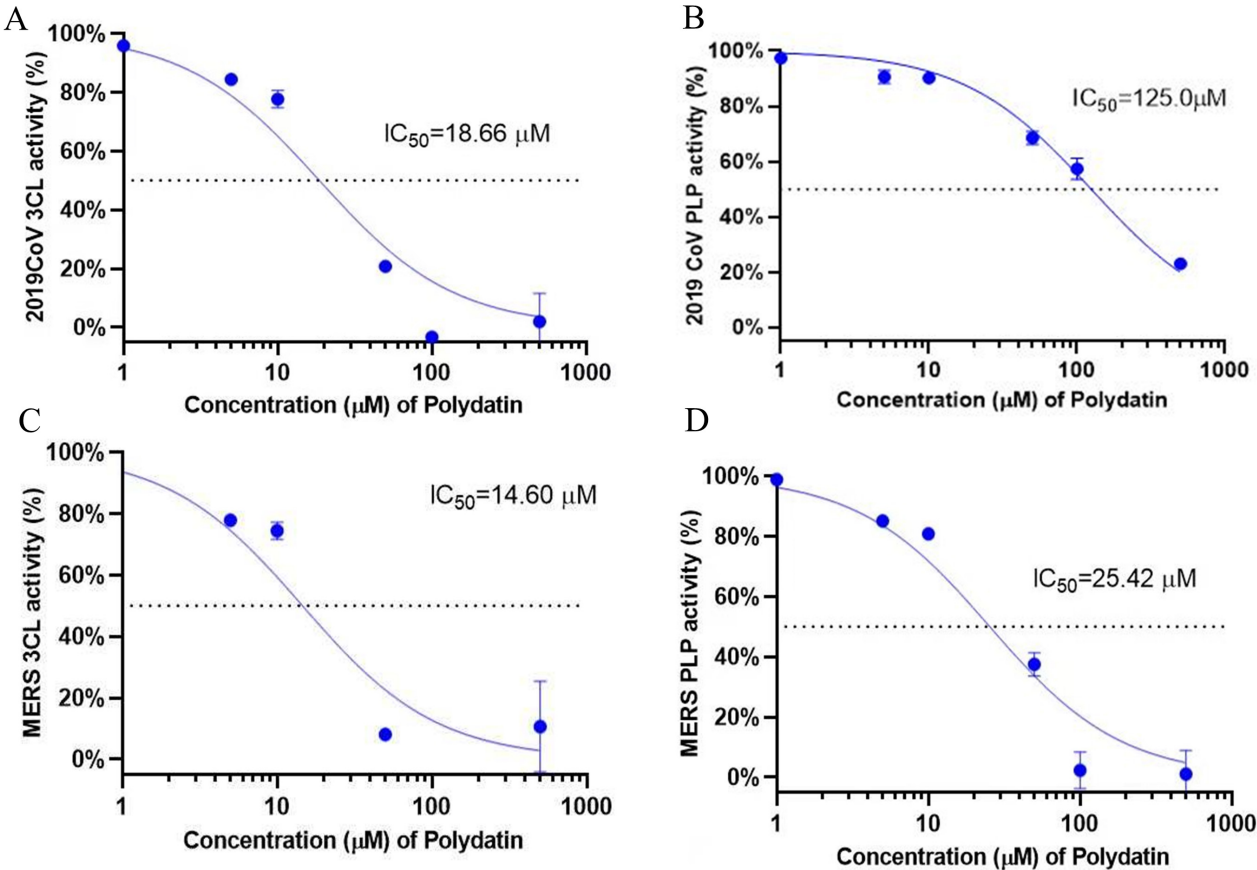 A
2019CoV 3CL activity (%)
100%
80%
60%
40%
20%
0%
IC50=18.66 μM
1 10 100 1000
Concentration (μM) of Polydatin
B
2019 CoV PLP activity (%)
100%
80%
60%
40%
20%
0%
IC50=125.0μM
1 10 100 1000
Concentration (μM) of Polydatin
C
MERS 3CL activity (%)
100%
80%
60%
40%
20%
0%
IC50=14.60 μM
1 10 100 1000
Concentration (μM) of Polydatin
D
MERS PLP activity (%)
100%
80%
60%
40%
20%
0%
IC50=25.42 μM
1 10 100 1000
Concentration (μM) of Polydatin